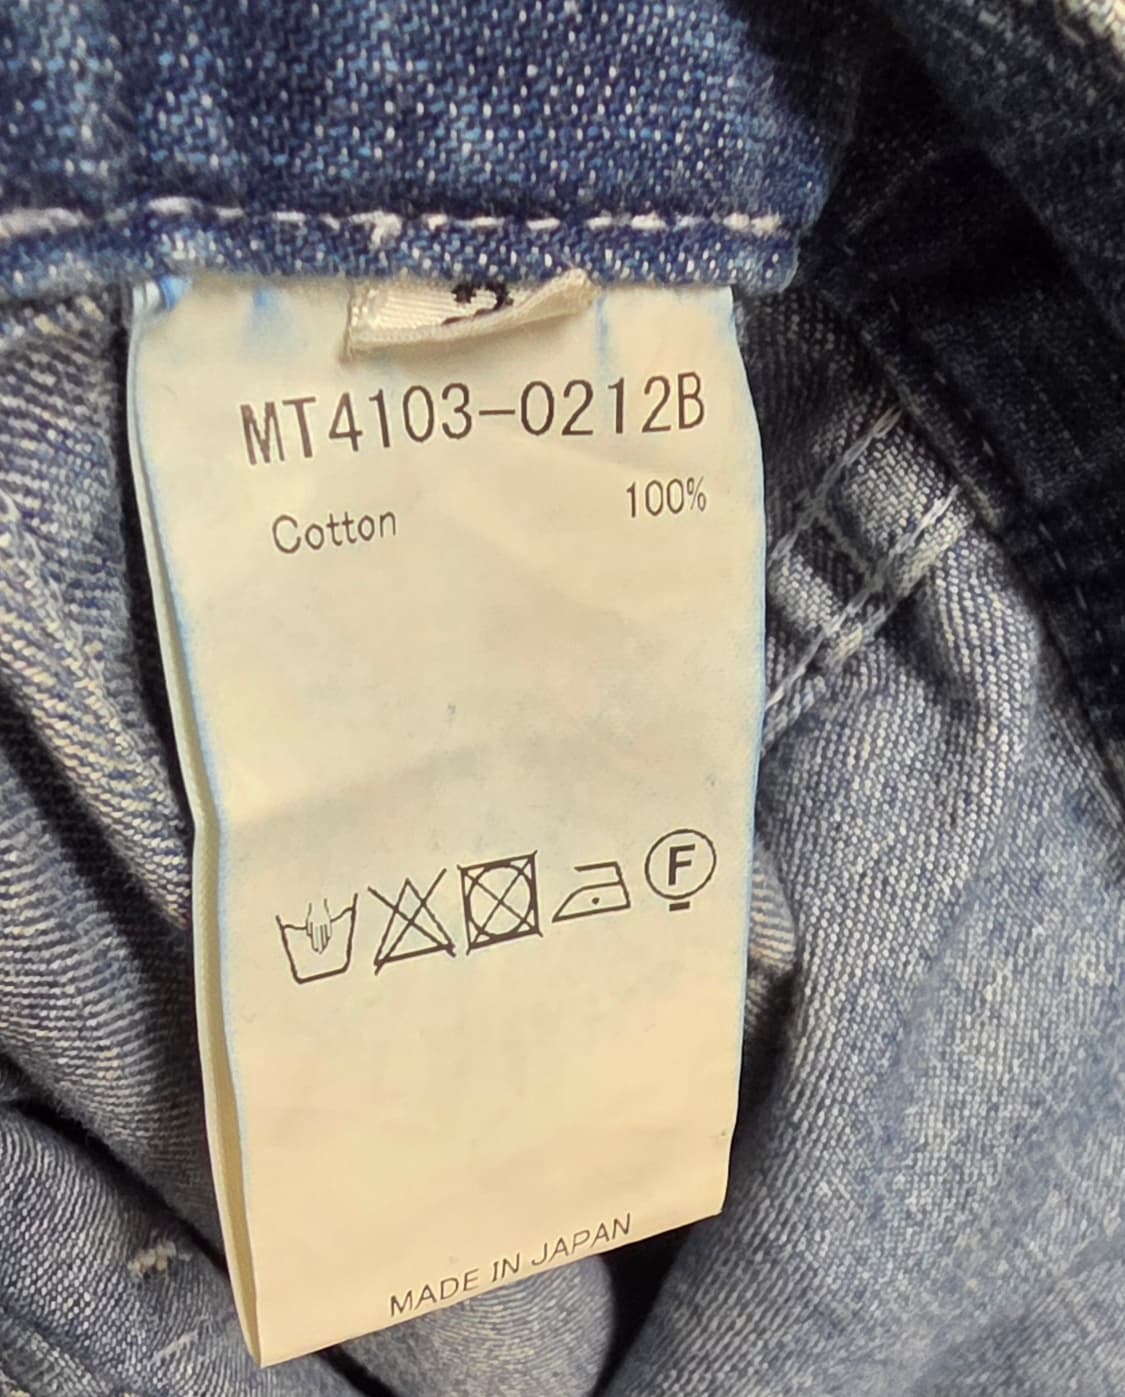 MT4103-0212B
Cotton 100%
F
MADE IN JAPAN